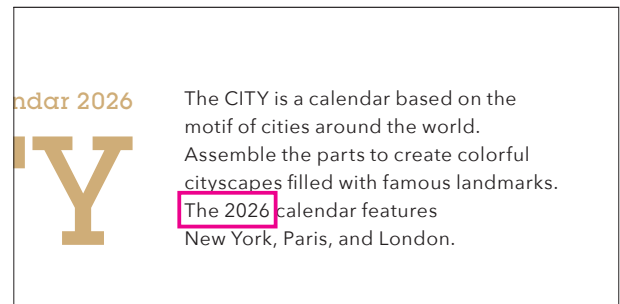 ndar 2026
TY
The CITY is a calendar based on the
motif of cities around the world.
Assemble the parts to create colorful
cityscapes filled with famous landmarks.
The 2026 calendar features
New York, Paris, and London.